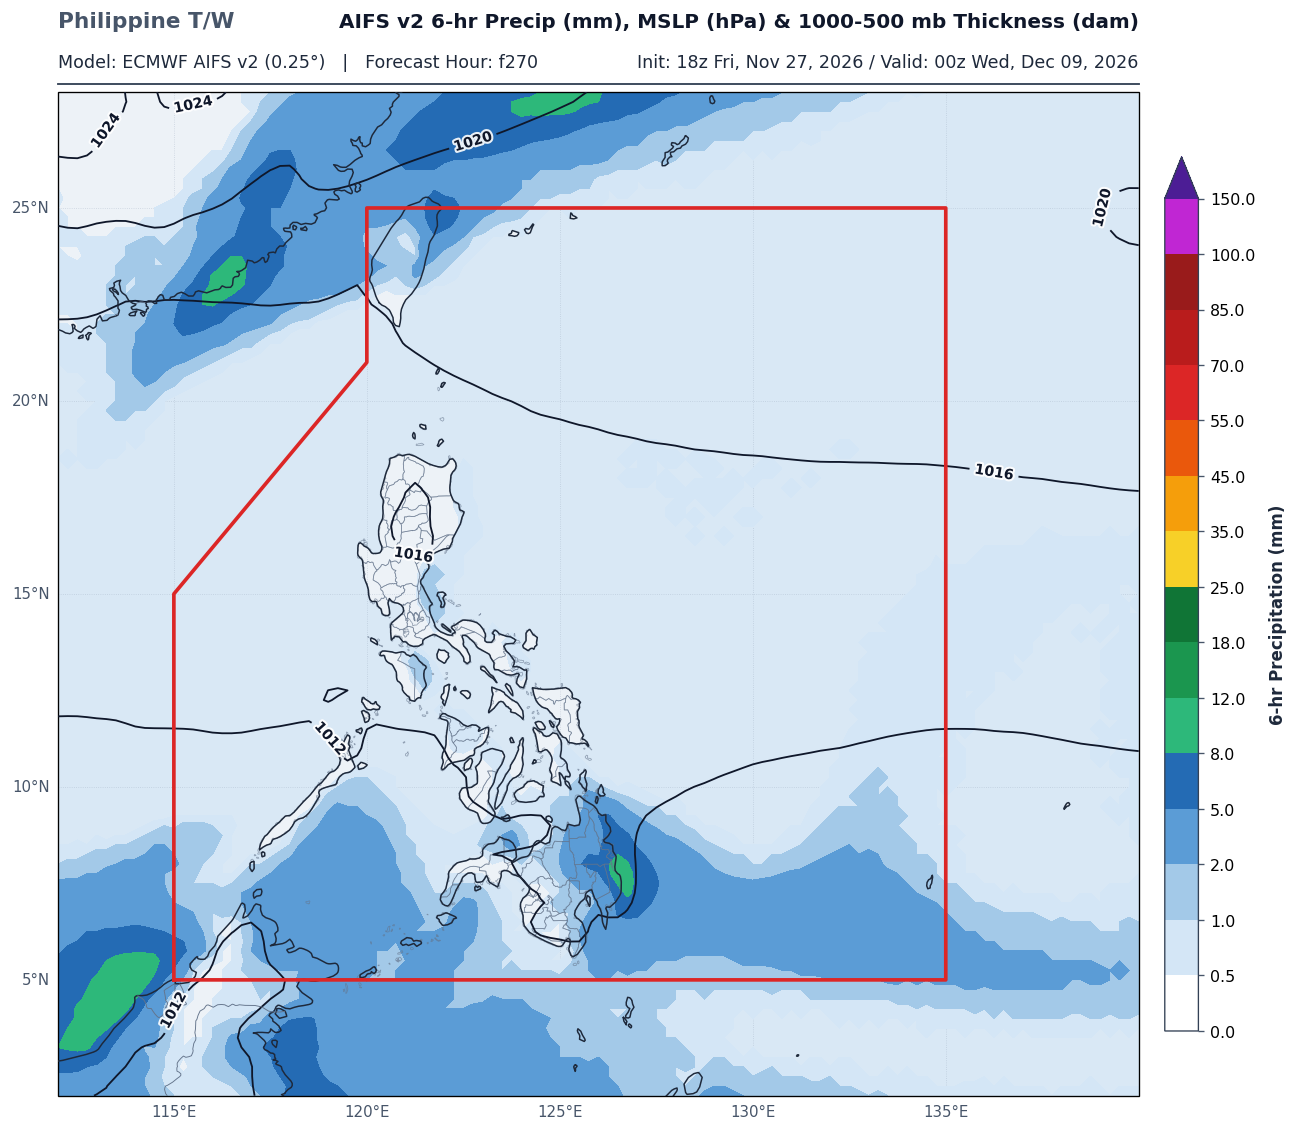 Philippine T/W
AIFS v2 6-hr Precip (mm), MSLP (hPa) & 1000-500 mb Thickness (dam)
Model: ECMWF AIFS v2 (0.25°)   |   Forecast Hour: f270
Init: 18z Fri, Nov 27, 2026 / Valid: 00z Wed, Dec 09, 2026
1024
1024
1020
1020
1016
1016
1012
1012
25°N
20°N
15°N
10°N
5°N
115°E
120°E
125°E
130°E
135°E
150.0
100.0
85.0
70.0
55.0
45.0
35.0
25.0
18.0
12.0
8.0
5.0
2.0
1.0
0.5
0.0
6-hr Precipitation (mm)